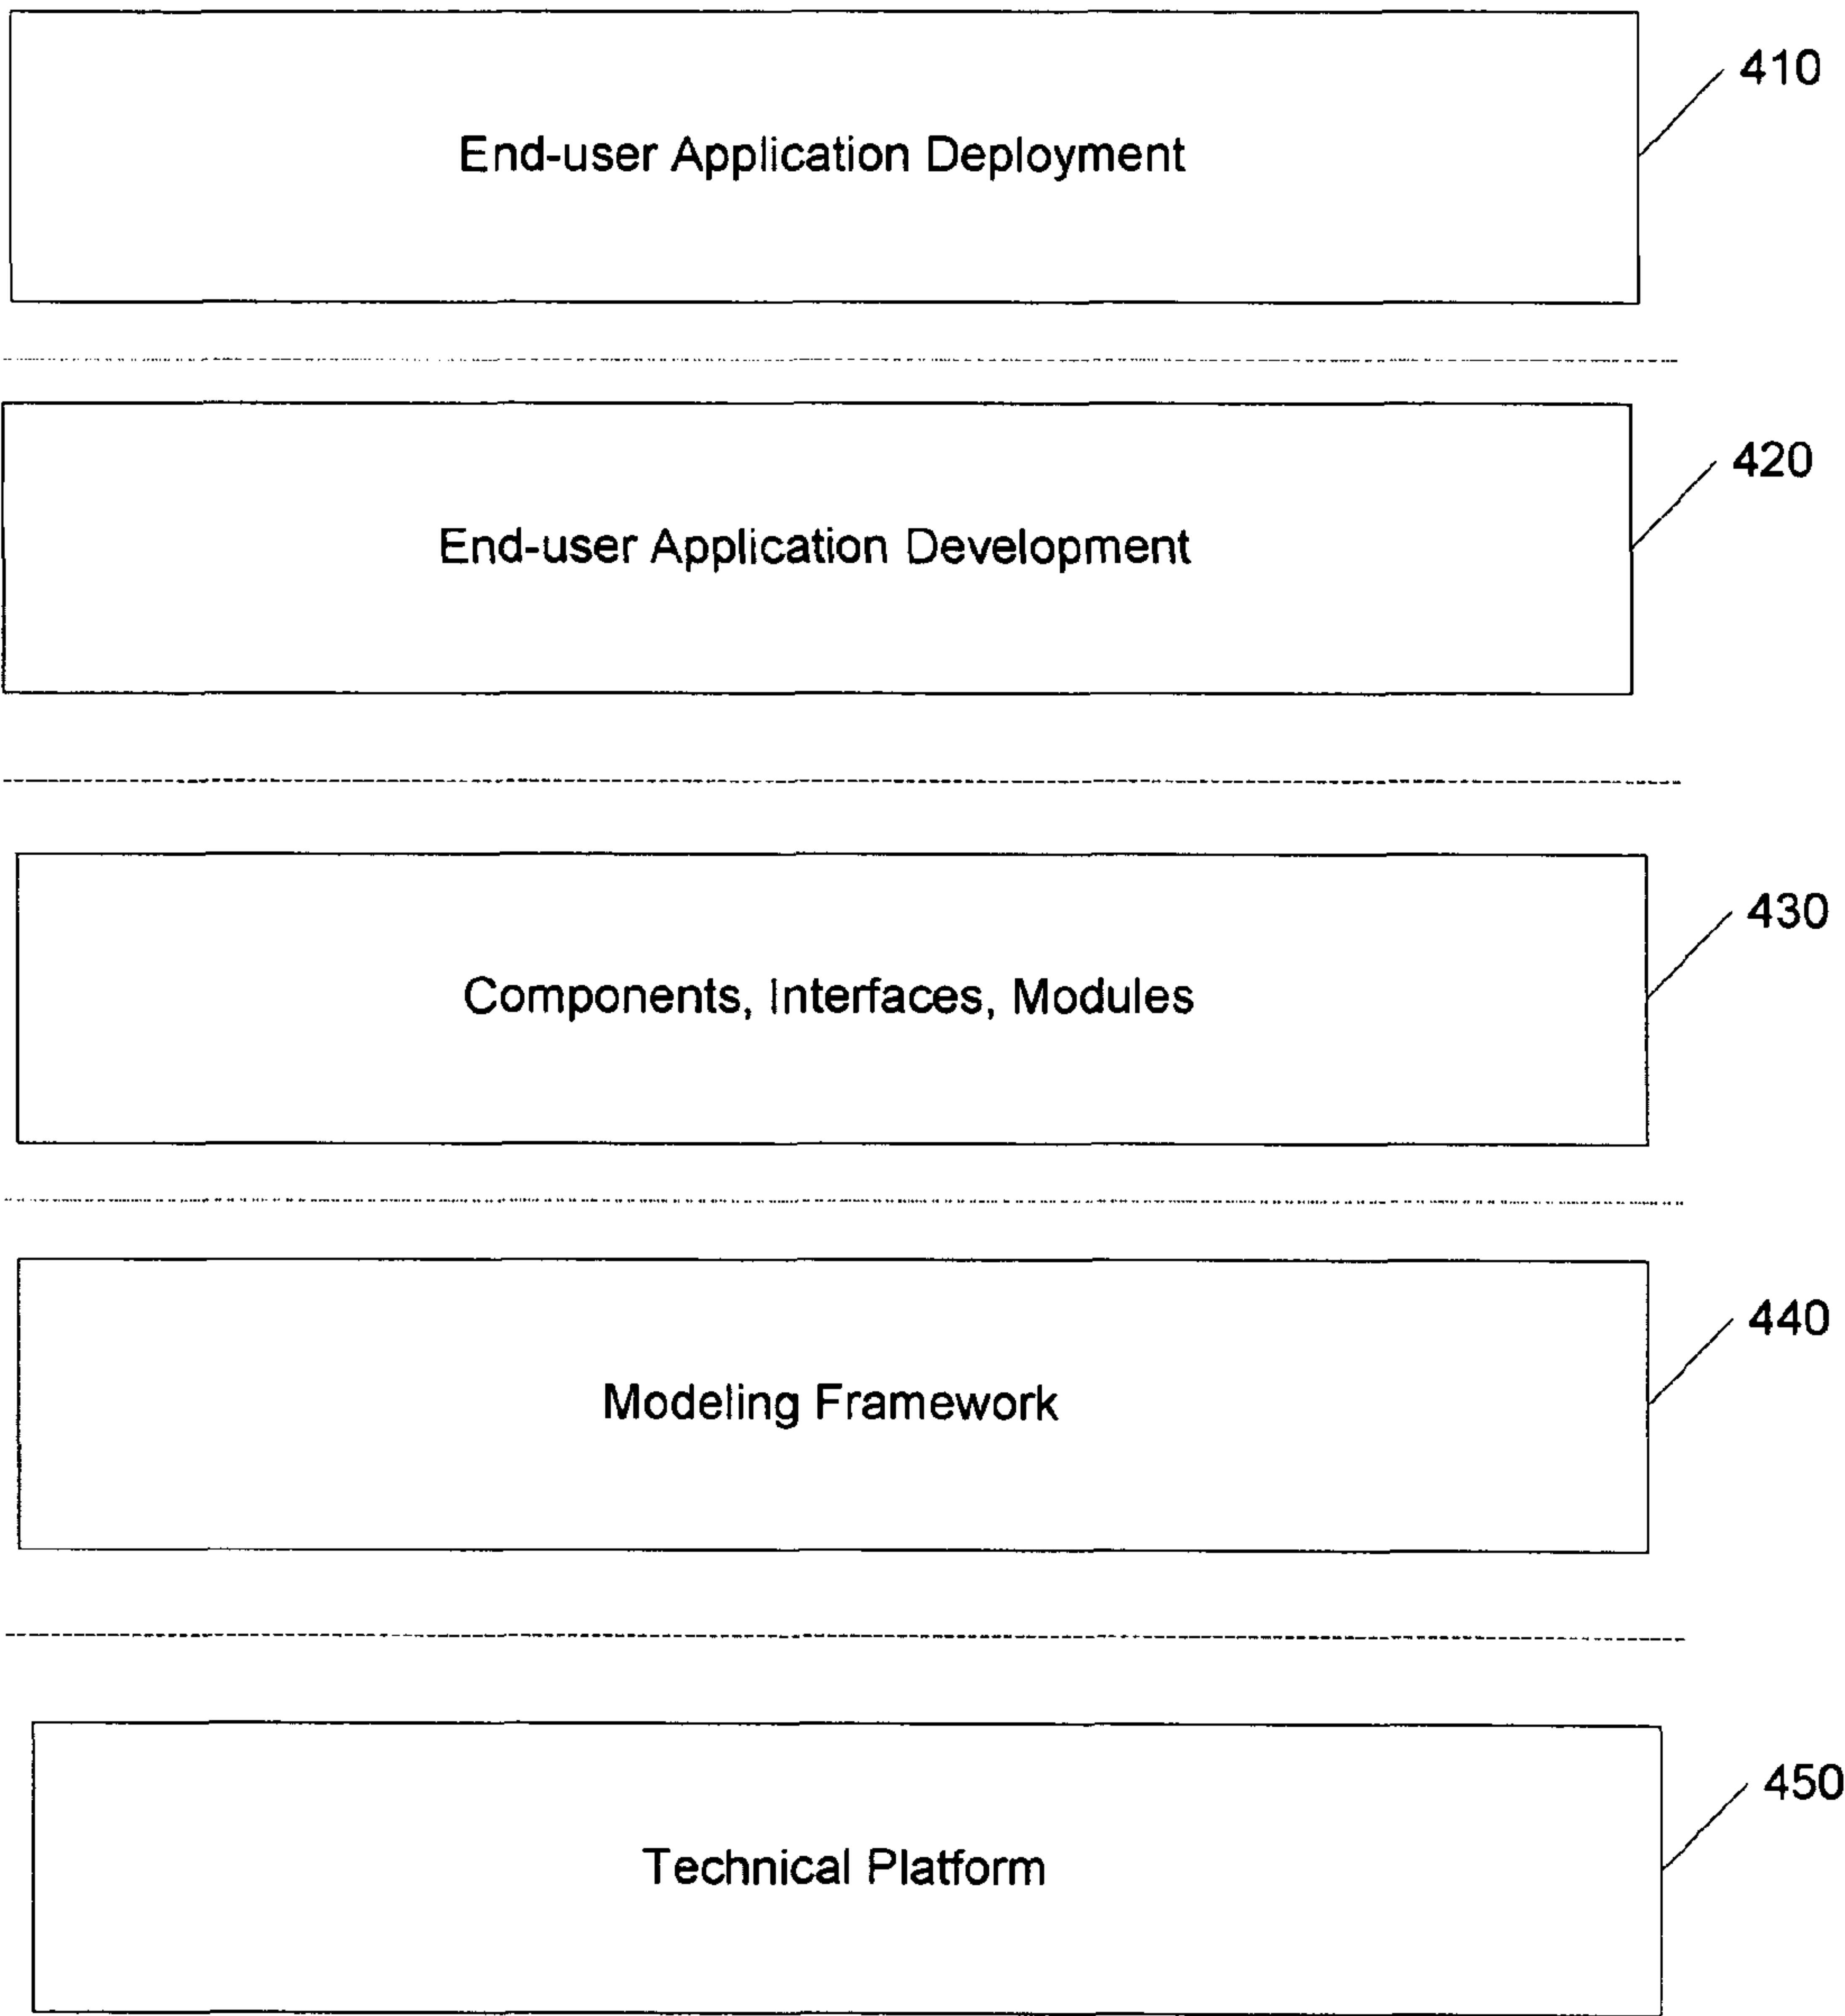 410
End-user Application Deployment
420
End-user Application Development
430
Components, Interfaces, Modules
440
Modeling Framework
450
Technical Platform